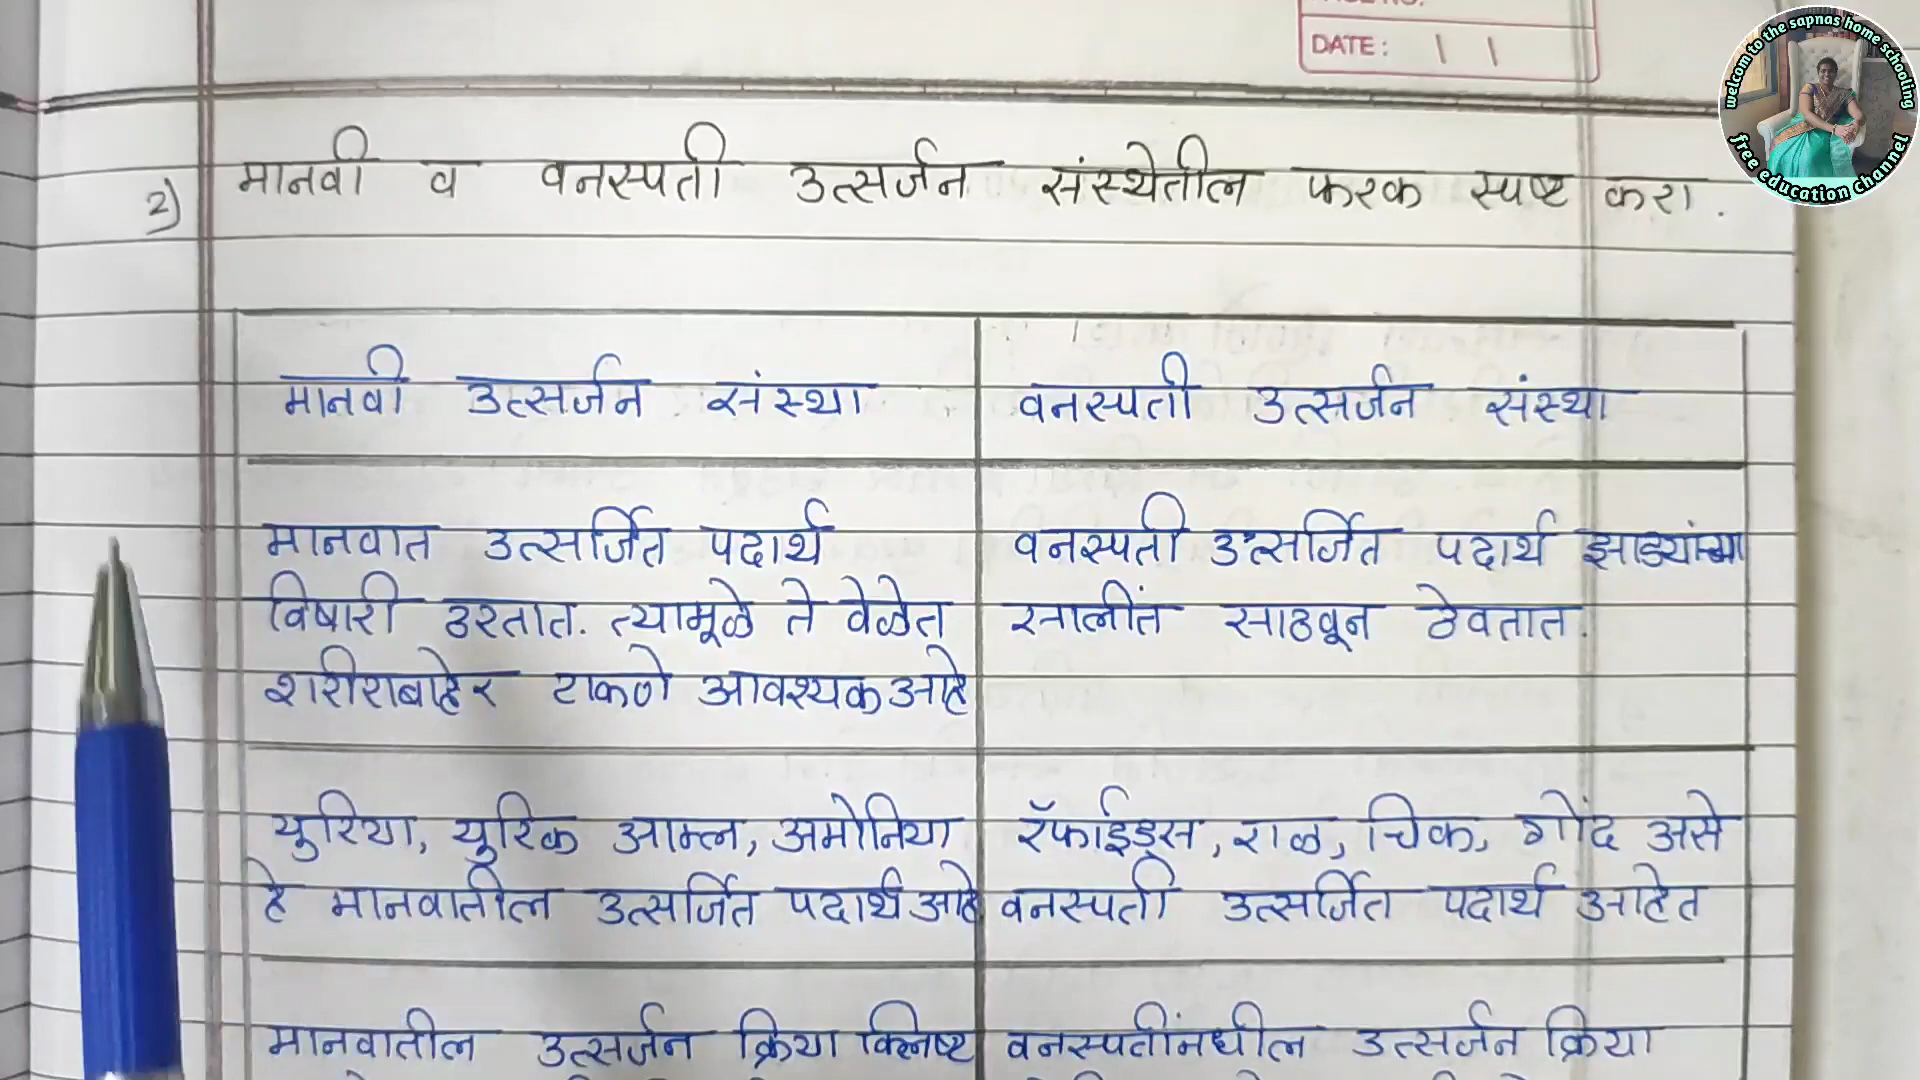 DATE:
welcom to the sapnas home schooling
free education channel
2) मानवी व वनस्पती उत्सर्जन संस्थेतील फरक स्पष्ट करा.
मानवी उत्सर्जन संस्था
वनस्पती उत्सर्जन संस्था
मानवात उत्सर्जित पदार्थ
विषारी असतात. त्यामूळे ते वेळेत
शरीराबाहेर टाकणे आवश्यक आहे
वनस्पती उत्सर्जित पदार्थ
सालींत साठवून ठेवतात.
युरिया, युरिक आम्ल, अमोनिया
हे मानवातील उत्सर्जित पदार्थ आहे
रॅफाईड्स, राळ, चिक, गोंद असे
वनस्पती उत्सर्जित पदार्थ आहेत
मानवातील उत्सर्जन क्रिया क्लिष्ट
वनस्पतींमधील उत्सर्जन क्रिया